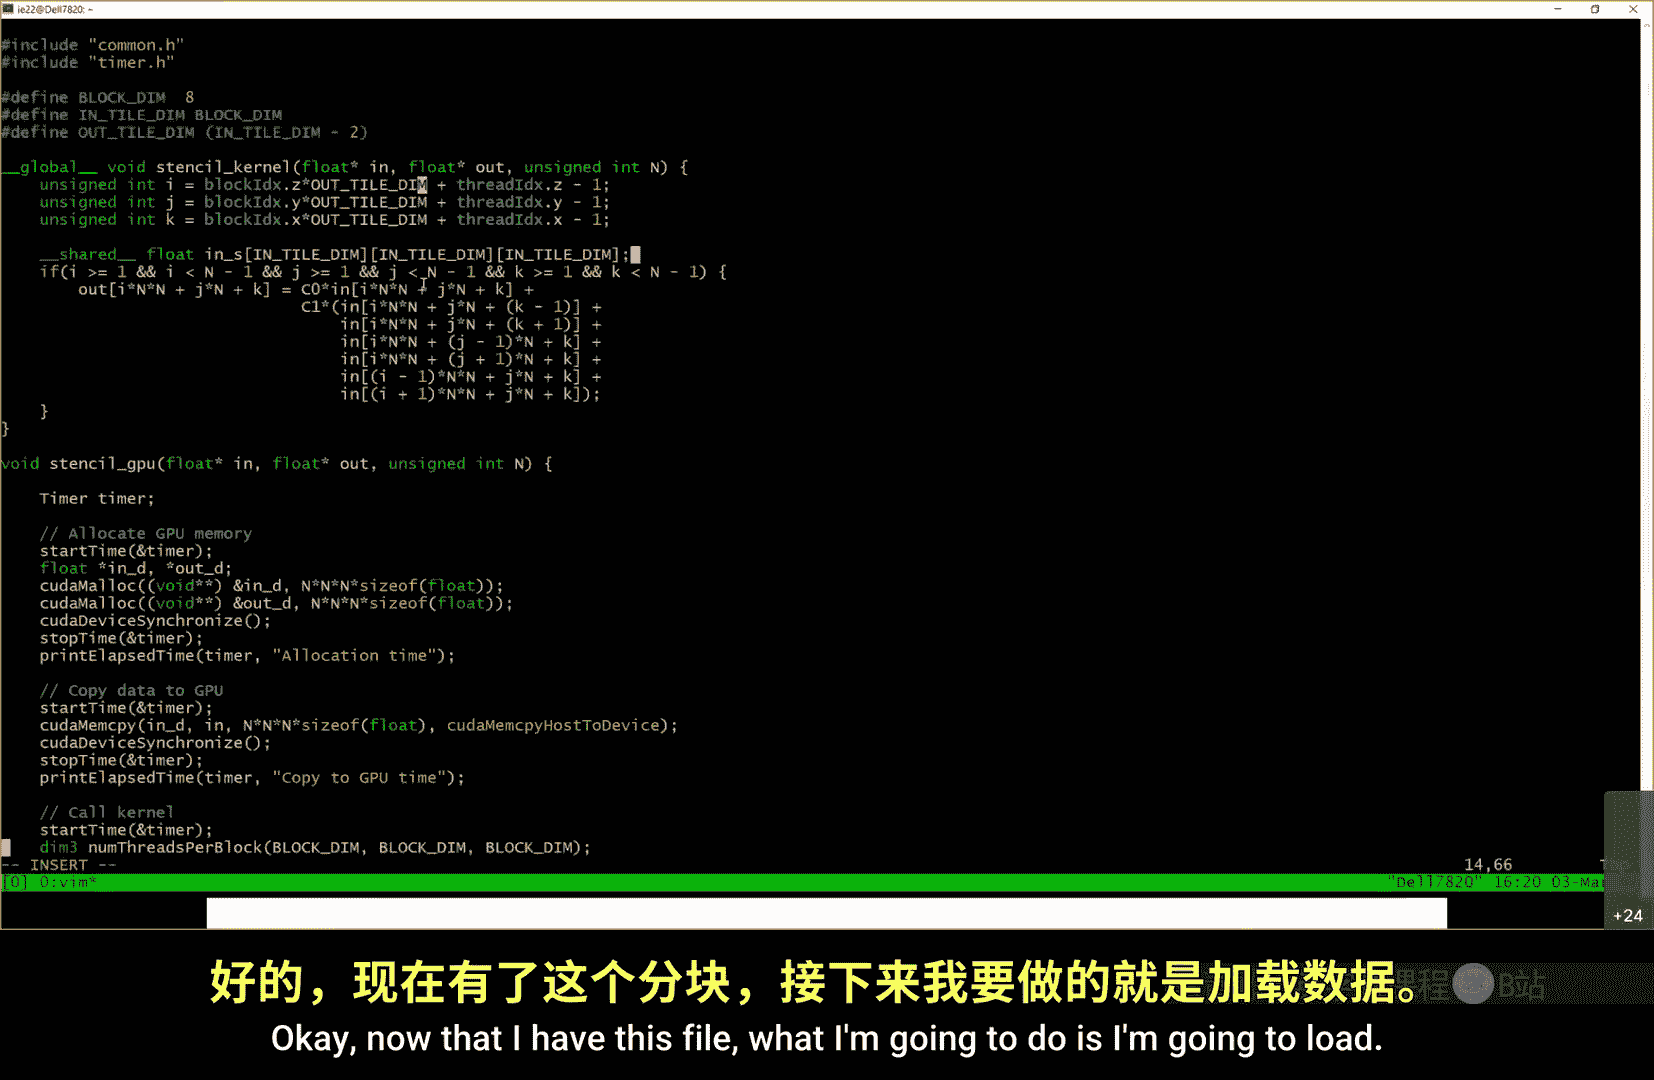 ie22@Dell7820: ~
#include "common.h"
#include "timer.h"
#define BLOCK_DIM  8
#define IN_TILE_DIM BLOCK_DIM
#define OUT_TILE_DIM (IN_TILE_DIM - 2)
__global__ void stencil_kernel(float* in, float* out, unsigned int N) {
    unsigned int i = blockIdx.z*OUT_TILE_DIM + threadIdx.z - 1;
    unsigned int j = blockIdx.y*OUT_TILE_DIM + threadIdx.y - 1;
    unsigned int k = blockIdx.x*OUT_TILE_DIM + threadIdx.x - 1;
    __shared__ float in_s[IN_TILE_DIM][IN_TILE_DIM][IN_TILE_DIM];
    if(i >= 1 && i < N - 1 && j >= 1 && j < N - 1 && k >= 1 && k < N - 1) {
        out[i*N*N + j*N + k] = C0*in[i*N*N + j*N + k] +
                               C1*(in[i*N*N + j*N + (k - 1)] +
                                   in[i*N*N + j*N + (k + 1)] +
                                   in[i*N*N + (j - 1)*N + k] +
                                   in[i*N*N + (j + 1)*N + k] +
                                   in[(i - 1)*N*N + j*N + k] +
                                   in[(i + 1)*N*N + j*N + k]);
    }
}
void stencil_gpu(float* in, float* out, unsigned int N) {
    Timer timer;
    // Allocate GPU memory
    startTime(&timer);
    float *in_d, *out_d;
    cudaMalloc((void**) &in_d, N*N*N*sizeof(float));
    cudaMalloc((void**) &out_d, N*N*N*sizeof(float));
    cudaDeviceSynchronize();
    stopTime(&timer);
    printElapsedTime(timer, "Allocation time");
    // Copy data to GPU
    startTime(&timer);
    cudaMemcpy(in_d, in, N*N*N*sizeof(float), cudaMemcpyHostToDevice);
    cudaDeviceSynchronize();
    stopTime(&timer);
    printElapsedTime(timer, "Copy to GPU time");
    // Call kernel
    startTime(&timer);
    dim3 numThreadsPerBlock(BLOCK_DIM, BLOCK_DIM, BLOCK_DIM);
-- INSERT -- 14,66
[0] 0:vim* "Dell7820" 16:20 03-Ma
+24
好的，现在有了这个分块，接下来我要做的就是加载数据。
程 B站
Okay, now that I have this file, what I'm going to do is I'm going to load.